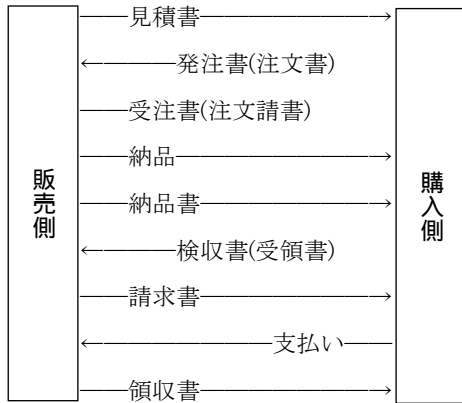 見積書
発注書(注文書)
受注書(注文請書)
納品
納品書
検収書(受領書)
請求書
支払い
領収書
販売側
購入側